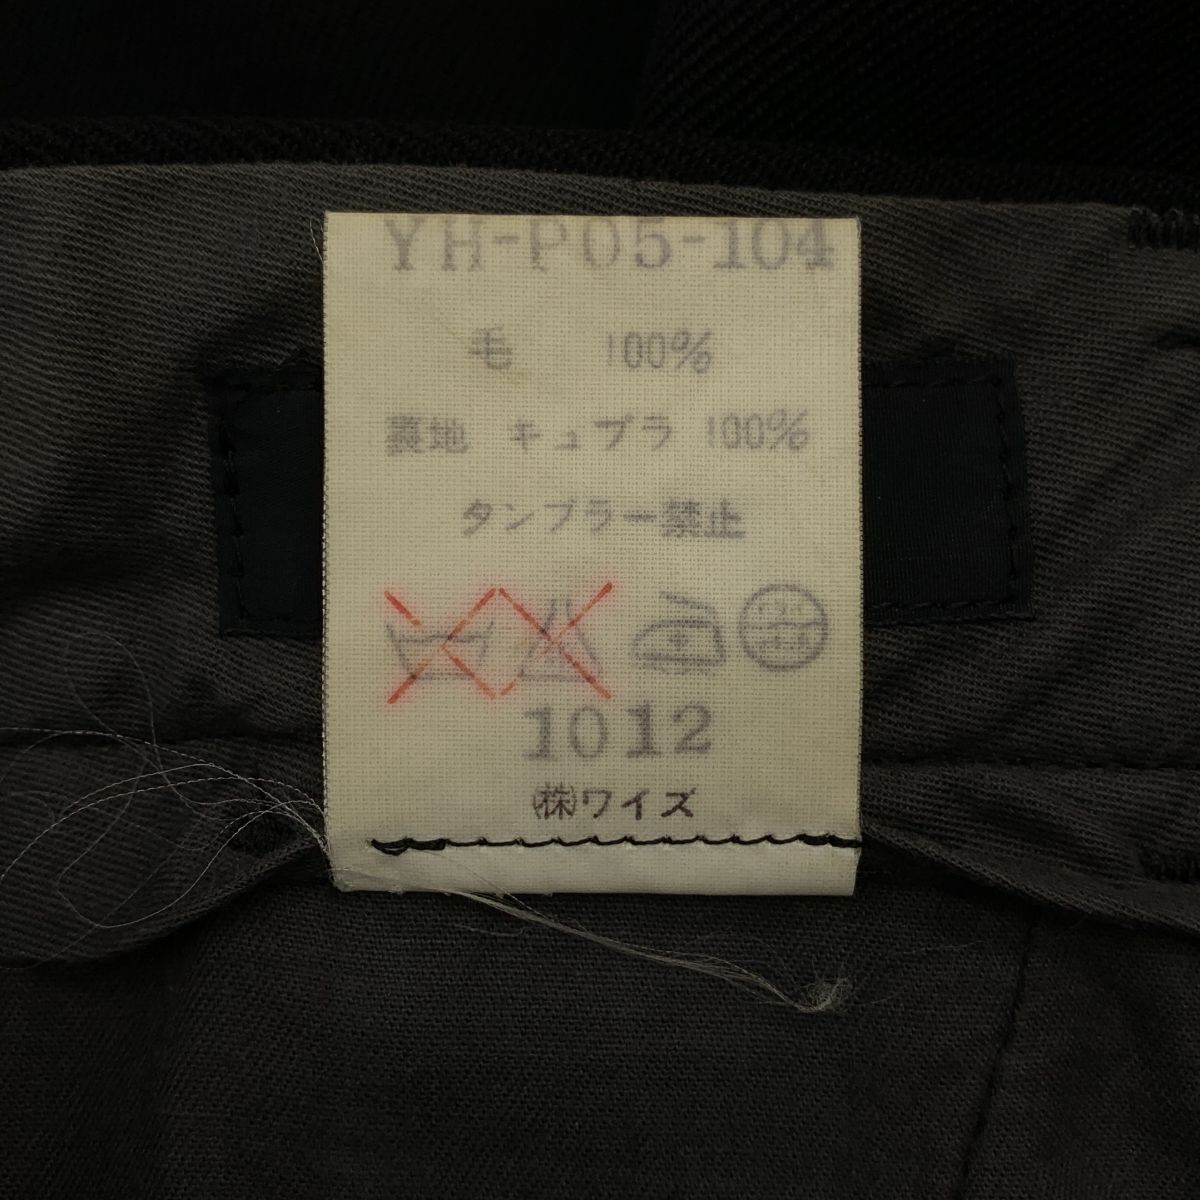 YH-P05-104
毛 100%
裏地 キュプラ 100%
タンブラー禁止
1012
㈱ワイズ